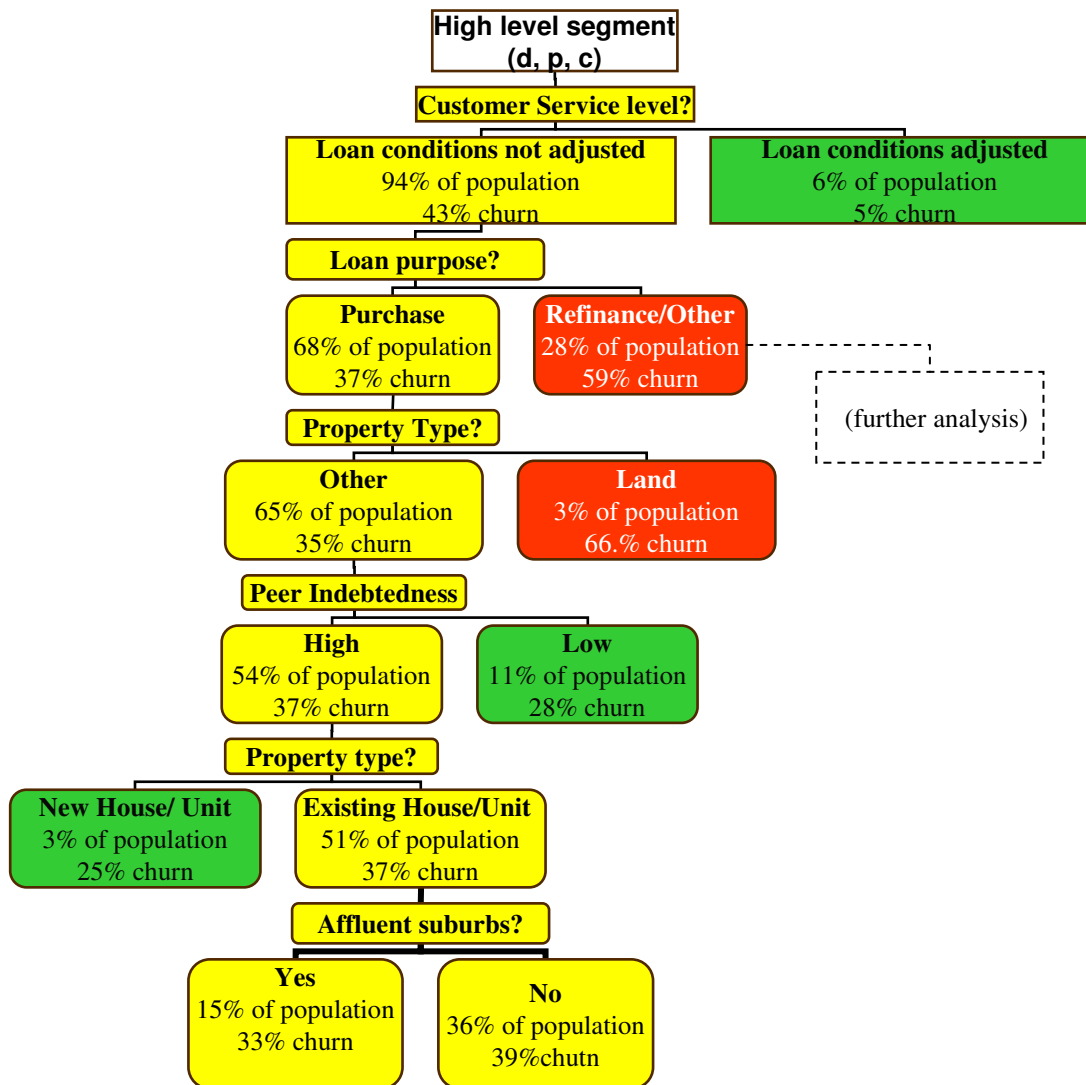 High level segment
(d, p, c)
Customer Service level?
Loan conditions not adjusted
94% of population
43% churn
Loan conditions adjusted
6% of population
5% churn
Loan purpose?
Purchase
68% of population
37% churn
Refinance/Other
28% of population
59% churn
(further analysis)
Property Type?
Other
65% of population
35% churn
Land
3% of population
66.% churn
Peer Indebtedness
High
54% of population
37% churn
Low
11% of population
28% churn
Property type?
New House/ Unit
3% of population
25% churn
Existing House/Unit
51% of population
37% churn
Affluent suburbs?
Yes
15% of population
33% churn
No
36% of population
39%chutn